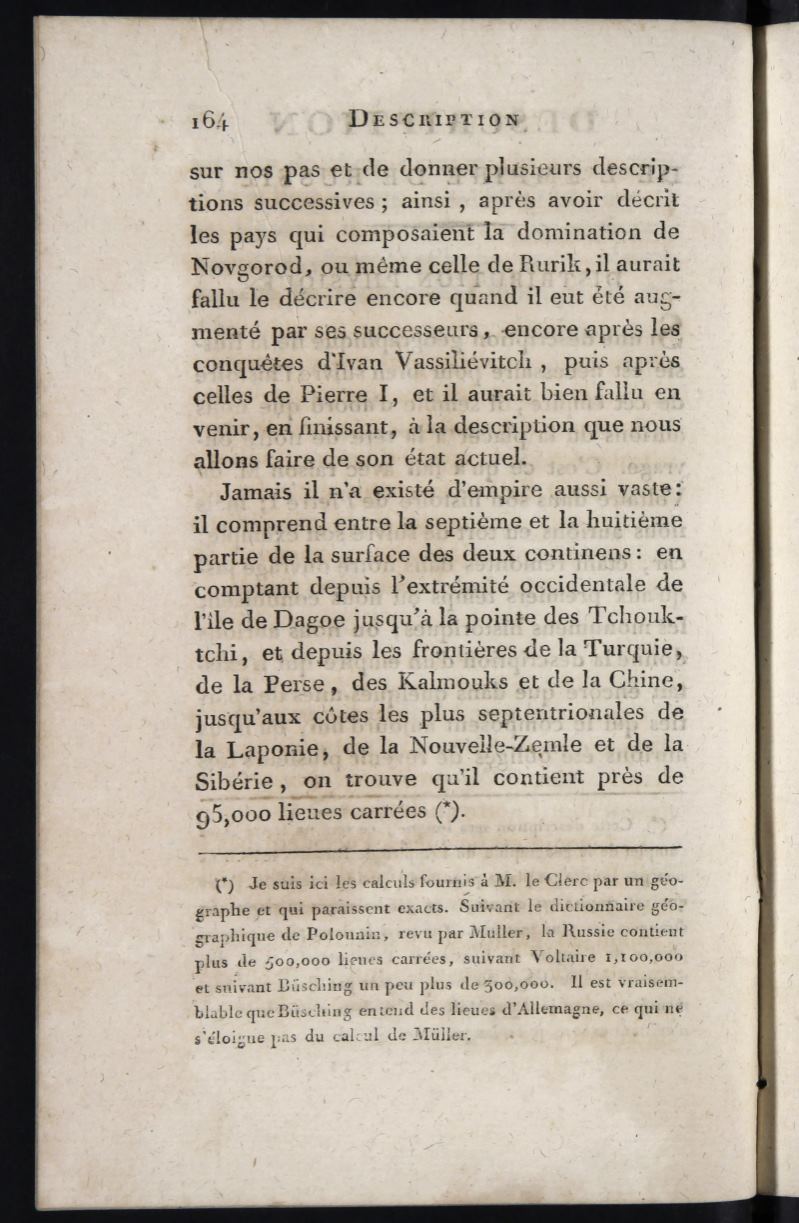 164 DESCRIPTION
sur nos pas et de donner plusieurs descrip-
tions successives ; ainsi , après avoir décrit
les pays qui composaient la domination de
Novgorod, ou même celle de Rurik, il aurait
fallu le décrire encore quand il eut été aug-
menté par ses successeurs, encore après les
conquêtes d'Ivan Vassiliévitch , puis après
celles de Pierre I, et il aurait bien fallu en
venir, en finissant, à la description que nous
allons faire de son état actuel.
Jamais il n'a existé d'empire aussi vaste:
il comprend entre la septième et la huitième
partie de la surface des deux continens : en
comptant depuis l'extrémité occidentale de
l'île de Dagoe jusqu'à la pointe des Tchouk-
tchi, et depuis les frontières de la Turquie,
de la Perse , des Kalmouks et de la Chine,
jusqu'aux côtes les plus septentrionales de
la Laponie, de la Nouvelle-Zemle et de la
Sibérie , on trouve qu'il contient près de
95,000 lieues carrées (*).
(*) Je suis ici les calculs fournis à M. le Clerc par un géo-
graphe et qui paraissent exacts. Suivant le dictionnaire géo-
graphique de Polounin, revu par Muller, la Russie contient
plus de 500,000 lieues carrées, suivant Voltaire 1,100,000
et suivant Büsching un peu plus de 300,000. Il est vraisem-
blable que Büsching entend des lieues d'Allemagne, ce qui ne
s'éloigne pas du calcul de Müller.